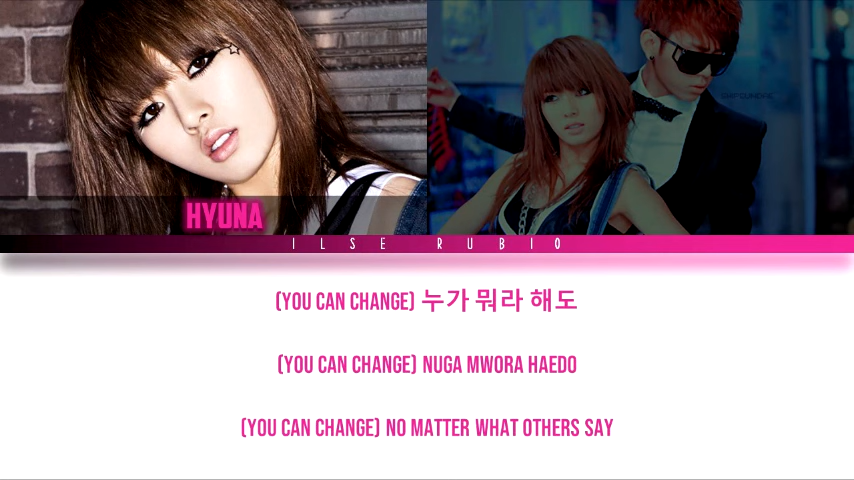 HYUNA
ILSE RUBIO
(YOU CAN CHANGE) 누가 뭐라 해도
(YOU CAN CHANGE) NUGA MWORA HAEDO
(YOU CAN CHANGE) NO MATTER WHAT OTHERS SAY